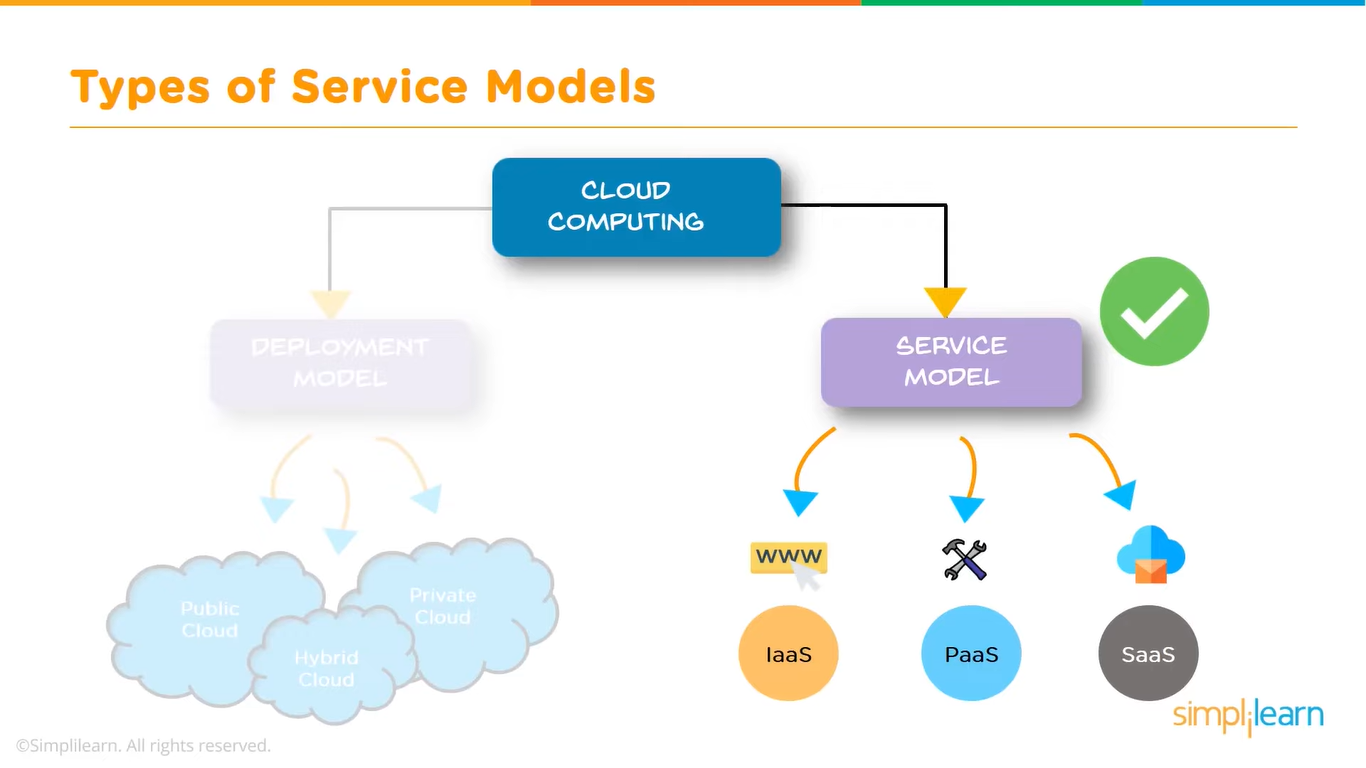 Types of Service Models
CLOUD
COMPUTING
DEPLOYMENT
MODEL
SERVICE
MODEL
Public
Cloud
Private
Cloud
Hybrid
Cloud
WWW
IaaS
PaaS
SaaS
simplilearn
©Simplilearn. All rights reserved.